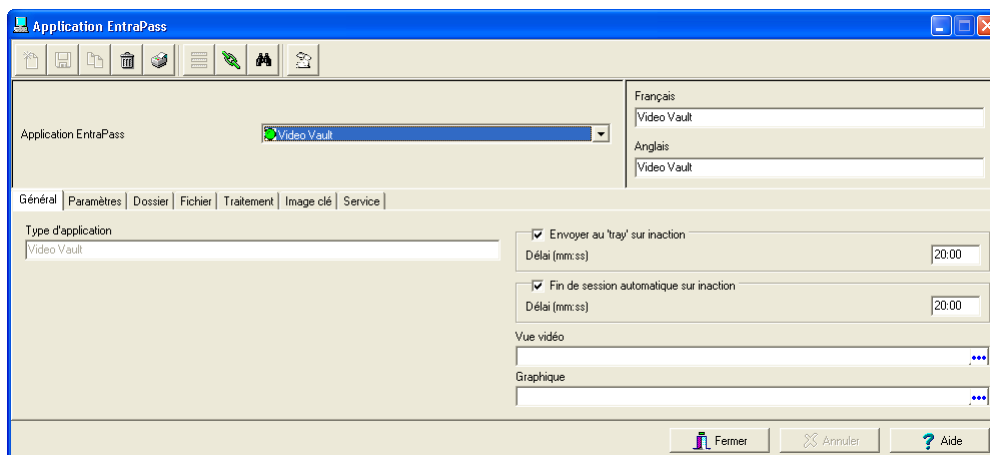 Application EntraPass
Français
Video Vault
Application EntraPass
Video Vault
Anglais
Video Vault
Général Paramètres Dossier Fichier Traitement Image clé Service
Type d'application
Video Vault
Envoyer au 'tray' sur inaction
Délai (mm:ss) 20:00
Fin de session automatique sur inaction
Délai (mm:ss) 20:00
Vue vidéo
Graphique
Fermer Annuler ? Aide